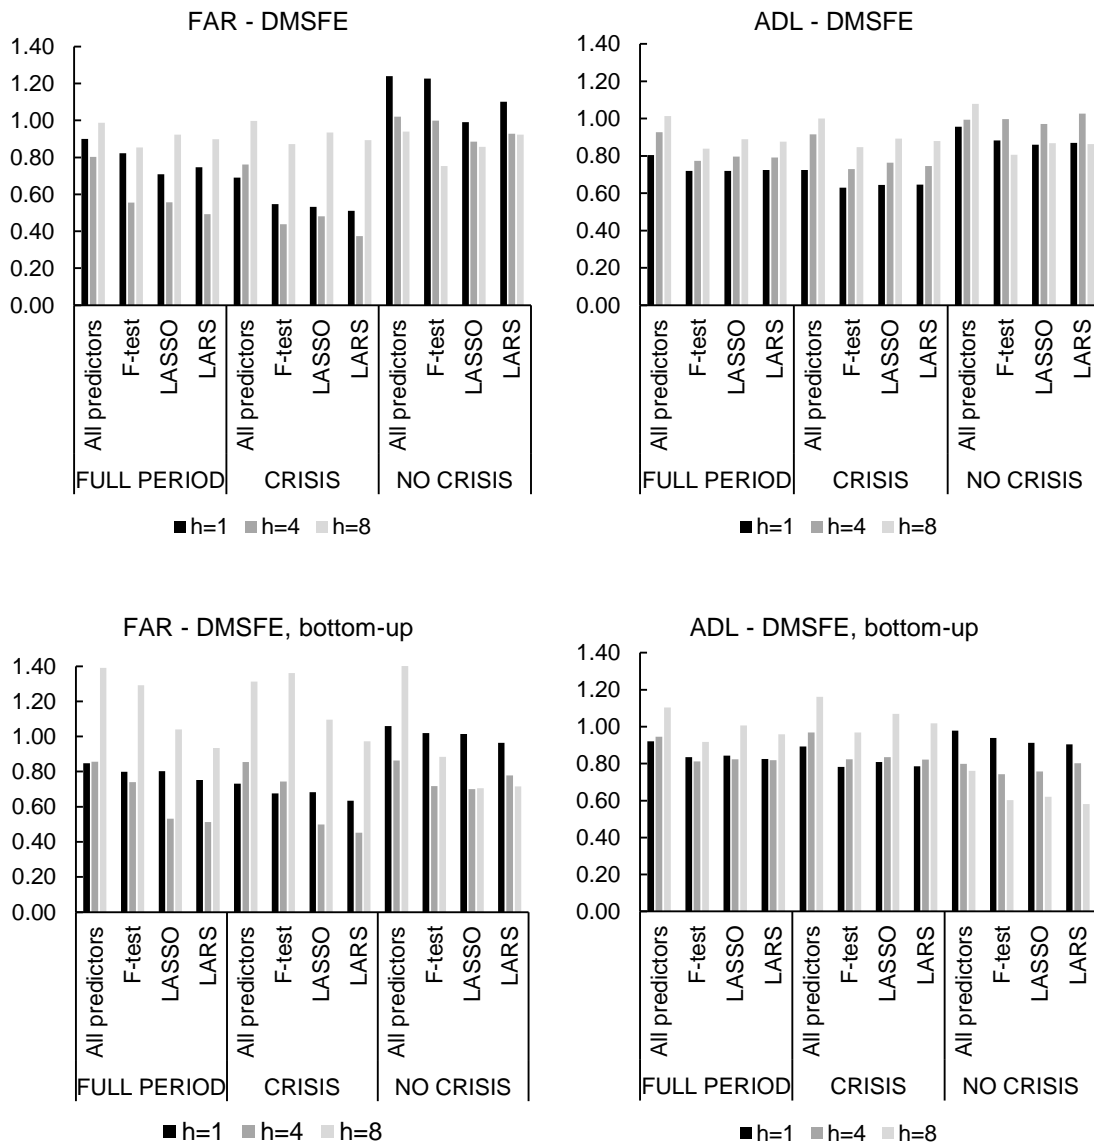 FAR - DMSFE
1.40
1.20
1.00
0.80
0.60
0.40
0.20
0.00
All predictors
F-test
LASSO
LARS
All predictors
F-test
LASSO
LARS
All predictors
F-test
LASSO
LARS
FULL PERIOD CRISIS NO CRISIS
h=1 h=4 h=8
ADL - DMSFE
1.40
1.20
1.00
0.80
0.60
0.40
0.20
0.00
All predictors
F-test
LASSO
LARS
All predictors
F-test
LASSO
LARS
All predictors
F-test
LASSO
LARS
FULL PERIOD CRISIS NO CRISIS
h=1 h=4 h=8
FAR - DMSFE, bottom-up
1.40
1.20
1.00
0.80
0.60
0.40
0.20
0.00
All predictors
F-test
LASSO
LARS
All predictors
F-test
LASSO
LARS
All predictors
F-test
LASSO
LARS
FULL PERIOD CRISIS NO CRISIS
h=1 h=4 h=8
ADL - DMSFE, bottom-up
1.40
1.20
1.00
0.80
0.60
0.40
0.20
0.00
All predictors
F-test
LASSO
LARS
All predictors
F-test
LASSO
LARS
All predictors
F-test
LASSO
LARS
FULL PERIOD CRISIS NO CRISIS
h=1 h=4 h=8